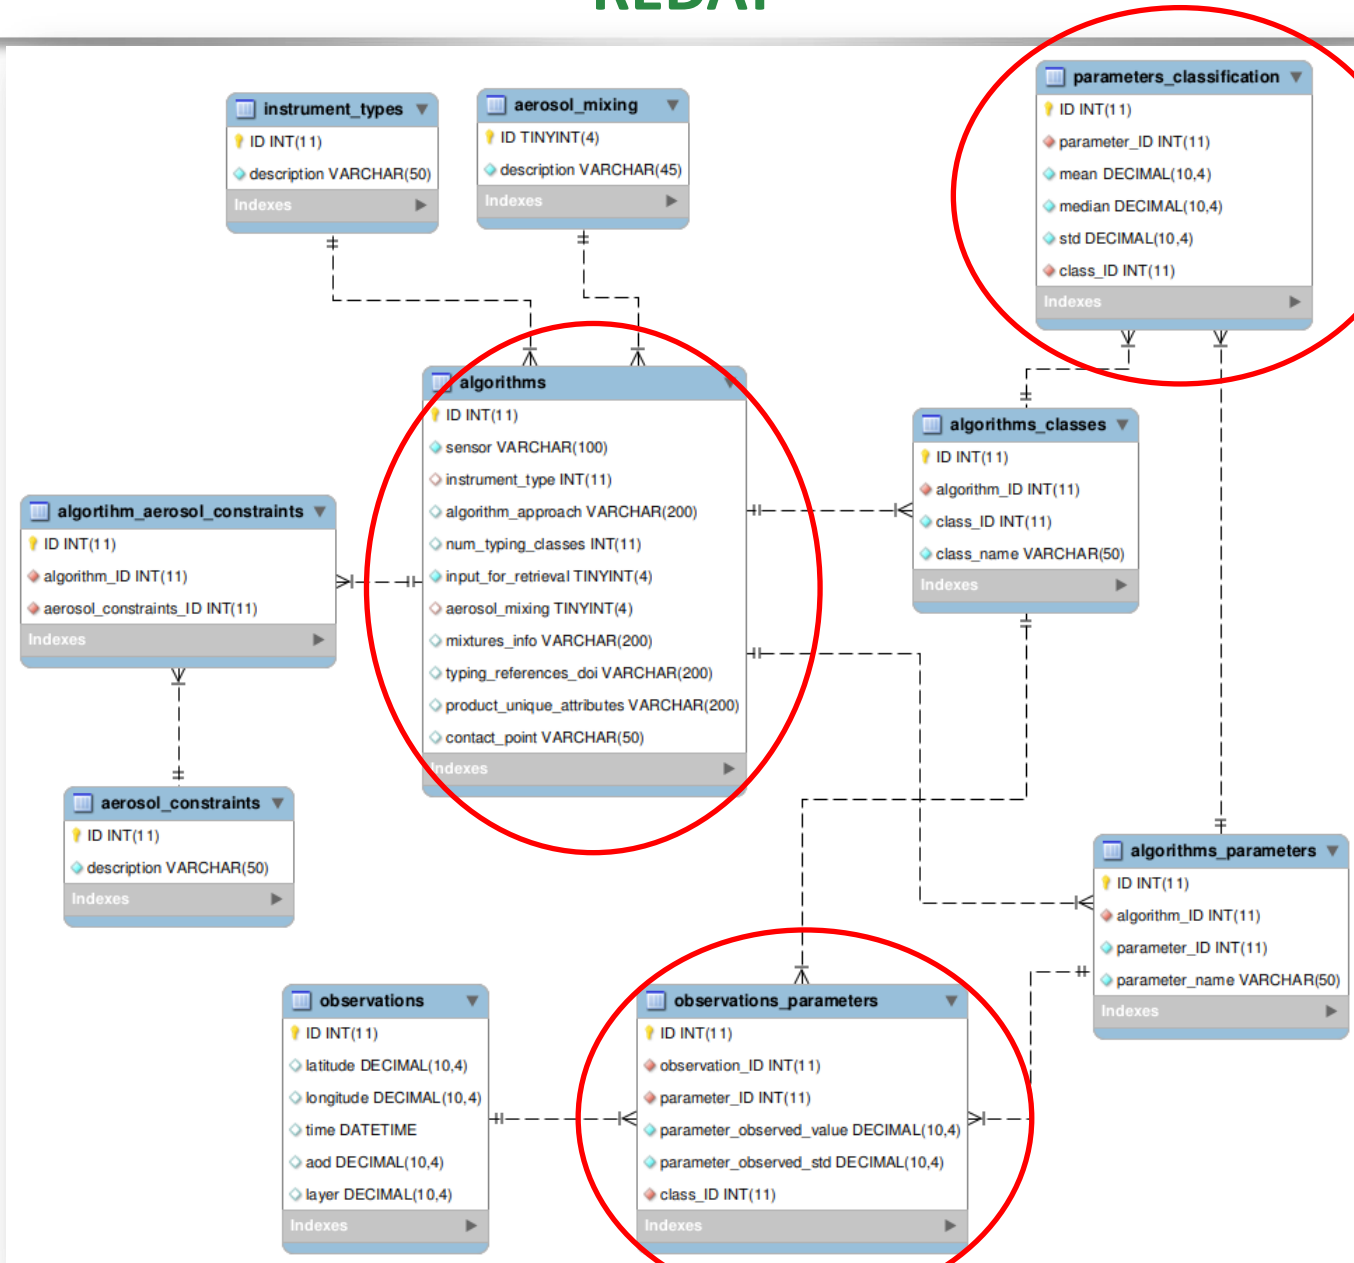 instrument_types
ID INT(11)
description VARCHAR(50)
Indexes
aerosol_mixing
ID TINYINT(4)
description VARCHAR(45)
Indexes
parameters_classification
ID INT(11)
parameter_ID INT(11)
mean DECIMAL(10,4)
median DECIMAL(10,4)
std DECIMAL(10,4)
class_ID INT(11)
Indexes
algorithms
ID INT(11)
sensor VARCHAR(100)
instrument_type INT(11)
algorithm_approach VARCHAR(200)
num_typing_classes INT(11)
input_for_retrieval TINYINT(4)
aerosol_mixing TINYINT(4)
mixtures_info VARCHAR(200)
typing_references_doi VARCHAR(200)
product_unique_attributes VARCHAR(200)
contact_point VARCHAR(50)
Indexes
algorithms_classes
ID INT(11)
algorithm_ID INT(11)
class_ID INT(11)
class_name VARCHAR(50)
Indexes
algortihm_aerosol_constraints
ID INT(11)
algorithm_ID INT(11)
aerosol_constraints_ID INT(11)
Indexes
aerosol_constraints
ID INT(11)
description VARCHAR(50)
Indexes
algorithms_parameters
ID INT(11)
algorithm_ID INT(11)
parameter_ID INT(11)
parameter_name VARCHAR(50)
Indexes
observations
ID INT(11)
latitude DECIMAL(10,4)
longitude DECIMAL(10,4)
time DATETIME
aod DECIMAL(10,4)
layer DECIMAL(10,4)
Indexes
observations_parameters
ID INT(11)
observation_ID INT(11)
parameter_ID INT(11)
parameter_observed_value DECIMAL(10,4)
parameter_observed_std DECIMAL(10,4)
class_ID INT(11)
Indexes